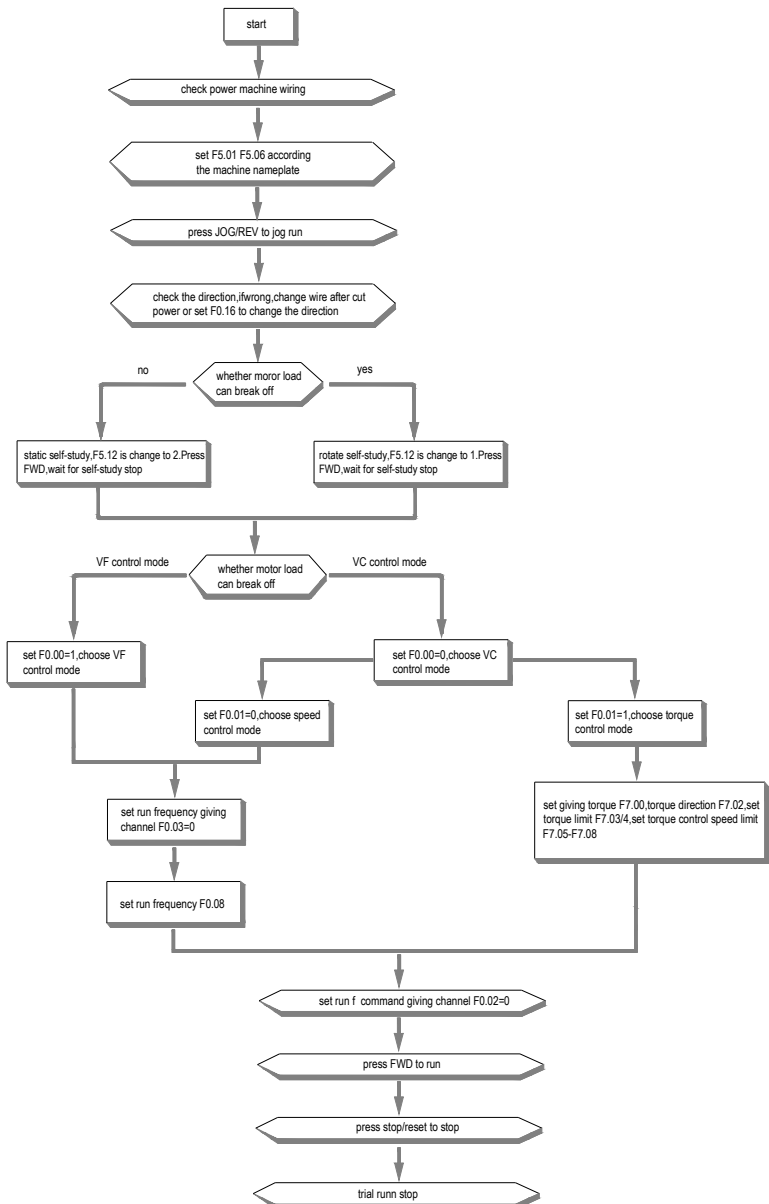 start
check power machine wiring
set F5.01 F5.06 according
the machine nameplate
press JOG/REV to jog run
check the direction,ifwrong,change wire after cut
power or set F0.16 to change the direction
no
whether moror load
can break off
yes
static self-study,F5.12 is change to 2.Press
FWD,wait for self-study stop
rotate self-study,F5.12 is change to 1.Press
FWD,wait for self-study stop
VF control mode
whether motor load
can break off
VC control mode
set F0.00=1,choose VF
control mode
set F0.00=0,choose VC
control mode
set F0.01=0,choose speed
control mode
set F0.01=1,choose torque
control mode
set run frequency giving
channel F0.03=0
set giving torque F7.00,torque direction F7.02,set
torque limit F7.03/4,set torque control speed limit
F7.05-F7.08
set run frequency F0.08
set run f command giving channel F0.02=0
press FWD to run
press stop/reset to stop
trial runn stop